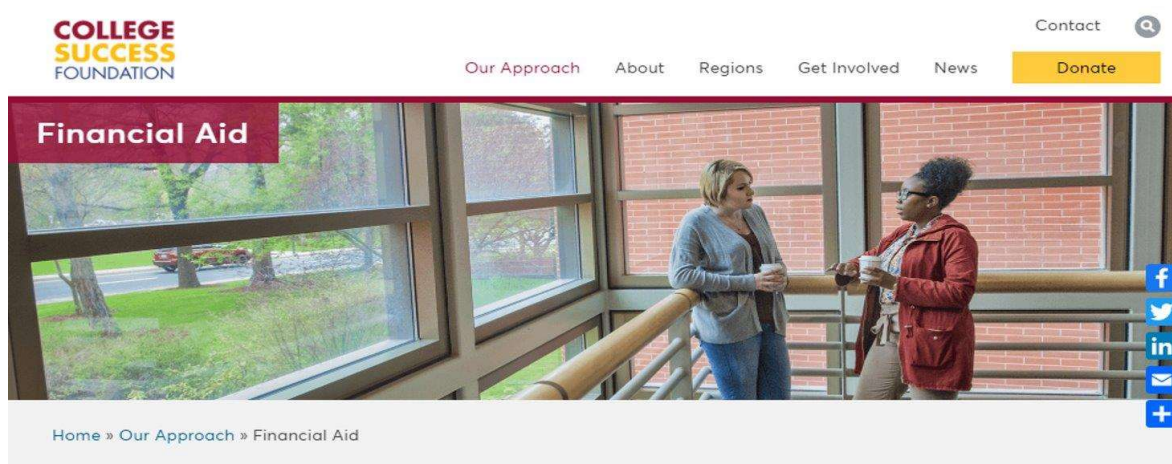 COLLEGE
SUCCESS
FOUNDATION
Contact
Our Approach About Regions Get Involved News Donate
Financial Aid
Home » Our Approach » Financial Aid